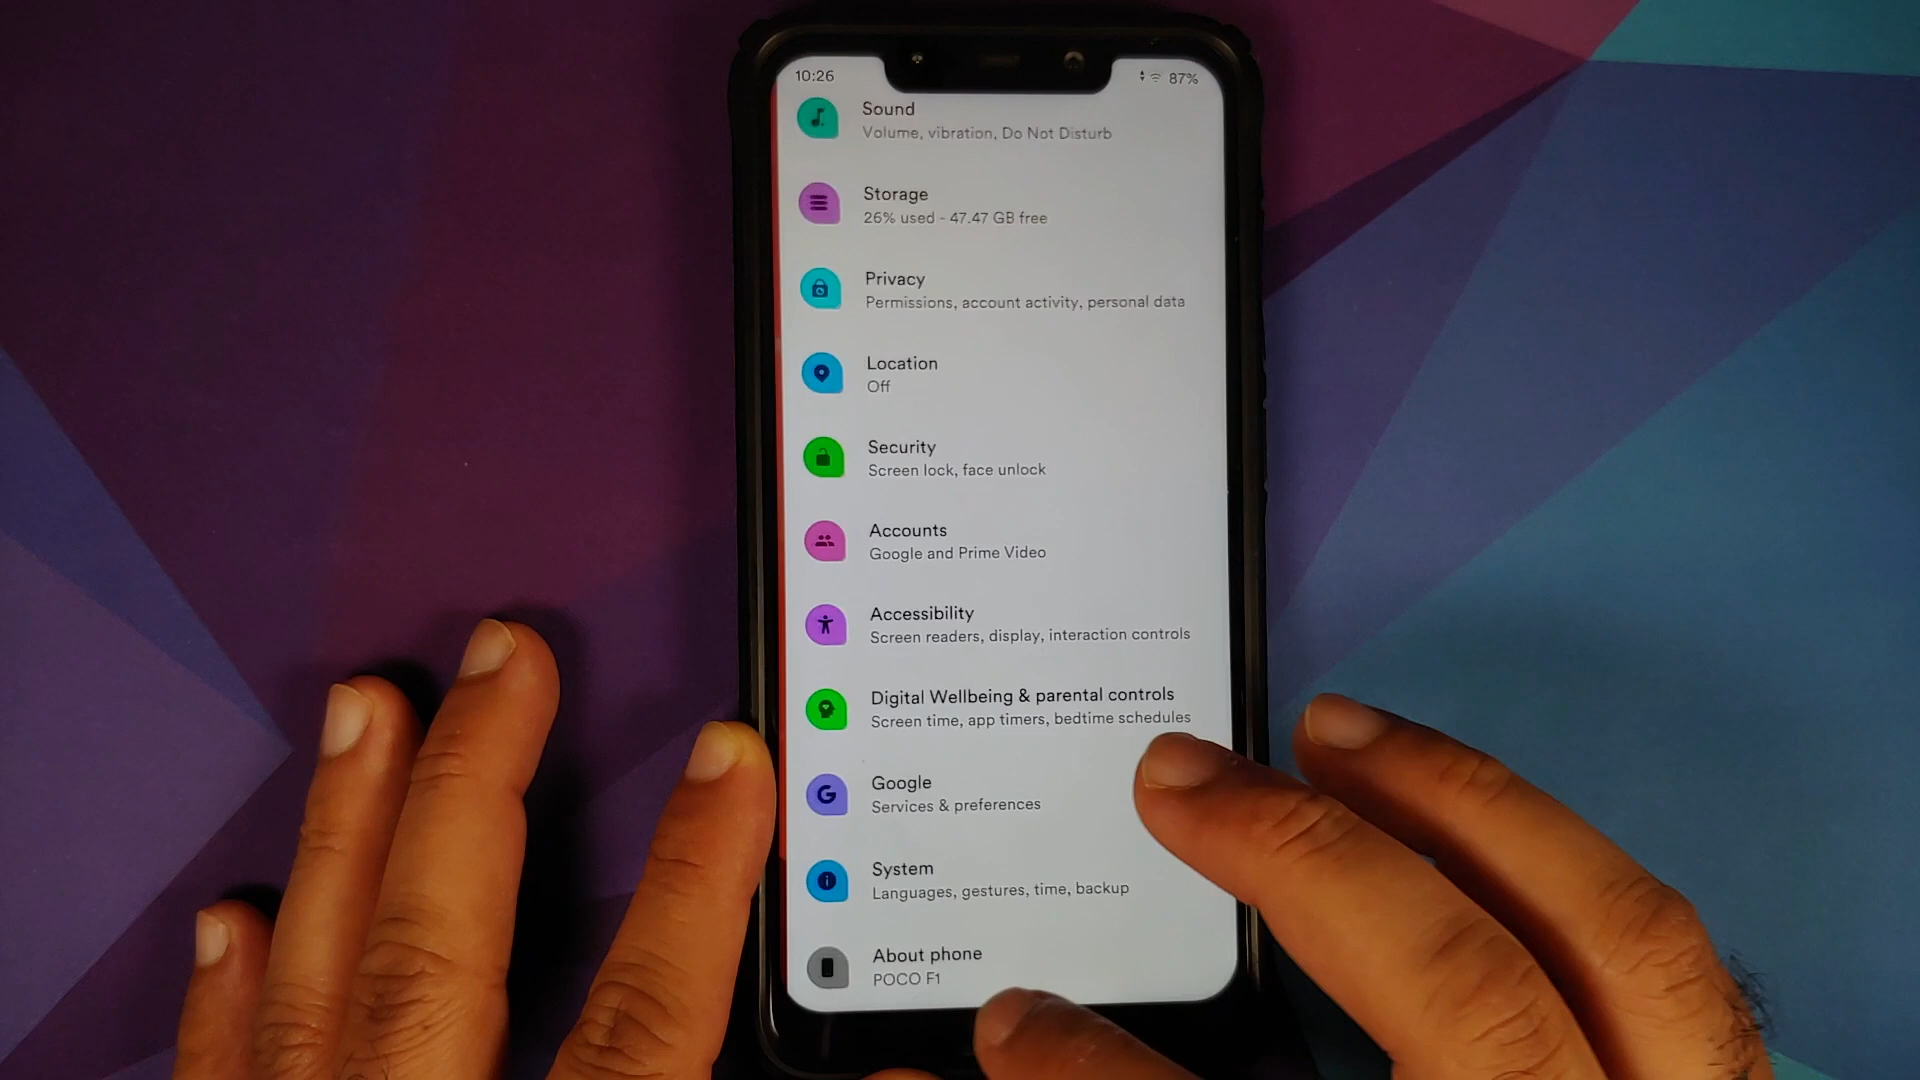 10:26
87%
Sound
Volume, vibration, Do Not Disturb
Storage
26% used - 47.47 GB free
Privacy
Permissions, account activity, personal data
Location
Off
Security
Screen lock, face unlock
Accounts
Google and Prime Video
Accessibility
Screen readers, display, interaction controls
Digital Wellbeing & parental controls
Screen time, app timers, bedtime schedules
Google
Services & preferences
System
Languages, gestures, time, backup
About phone
POCO F1